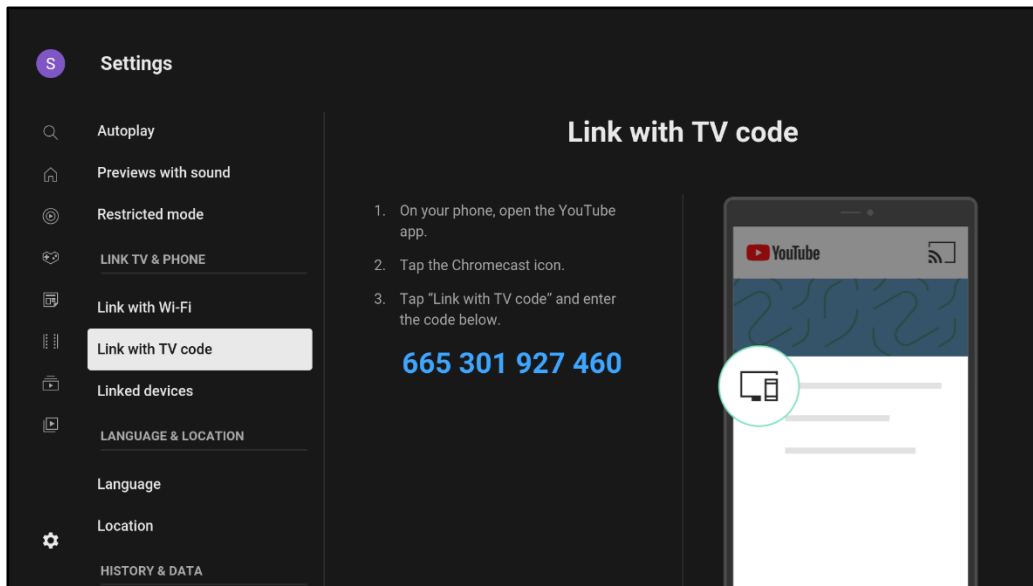 S
Settings
Autoplay
Previews with sound
Restricted mode
LINK TV & PHONE
Link with Wi-Fi
Link with TV code
Linked devices
LANGUAGE & LOCATION
Language
Location
HISTORY & DATA
Link with TV code
1. On your phone, open the YouTube
app.
2. Tap the Chromecast icon.
3. Tap “Link with TV code” and enter
the code below.
665 301 927 460
YouTube